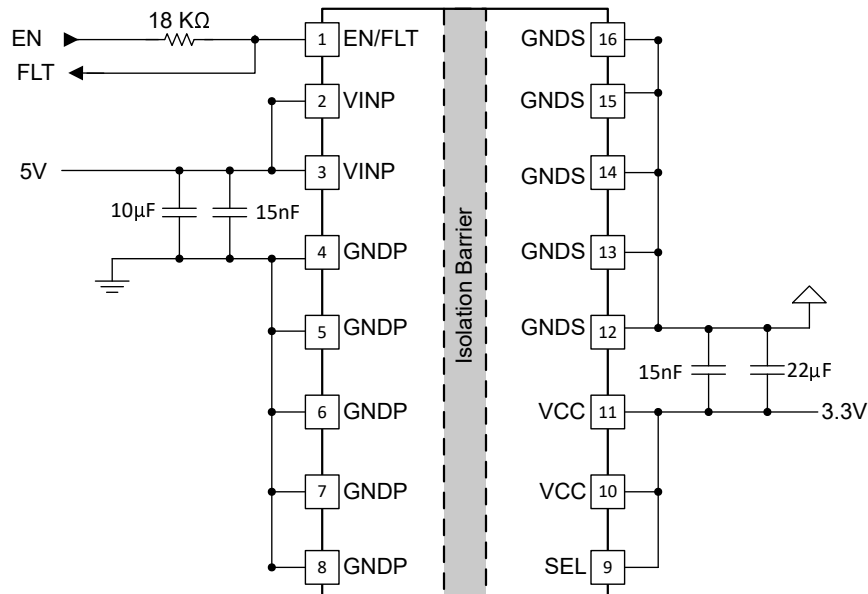 18 KΩ
EN
FLT
1
EN/FLT
2
VINP
5V
3
VINP
10µF
15nF
4
GNDP
5
GNDP
6
GNDP
7
GNDP
8
GNDP
Isolation Barrier
GNDS
16
GNDS
15
GNDS
14
GNDS
13
GNDS
12
15nF
22µF
VCC
11
3.3V
VCC
10
SEL
9